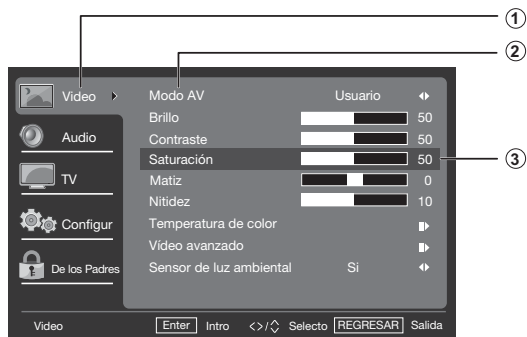 1
2
Video Modo AV Usuario
Brillo 50
Audio Contraste 50
Saturación 50 3
TV Matiz 0
Nitidez 10
Configur Temperatura de color
Vídeo avanzado
De los Padres Sensor de luz ambiental Si
Video Enter Intro <>/ Selecto REGRESAR Salida